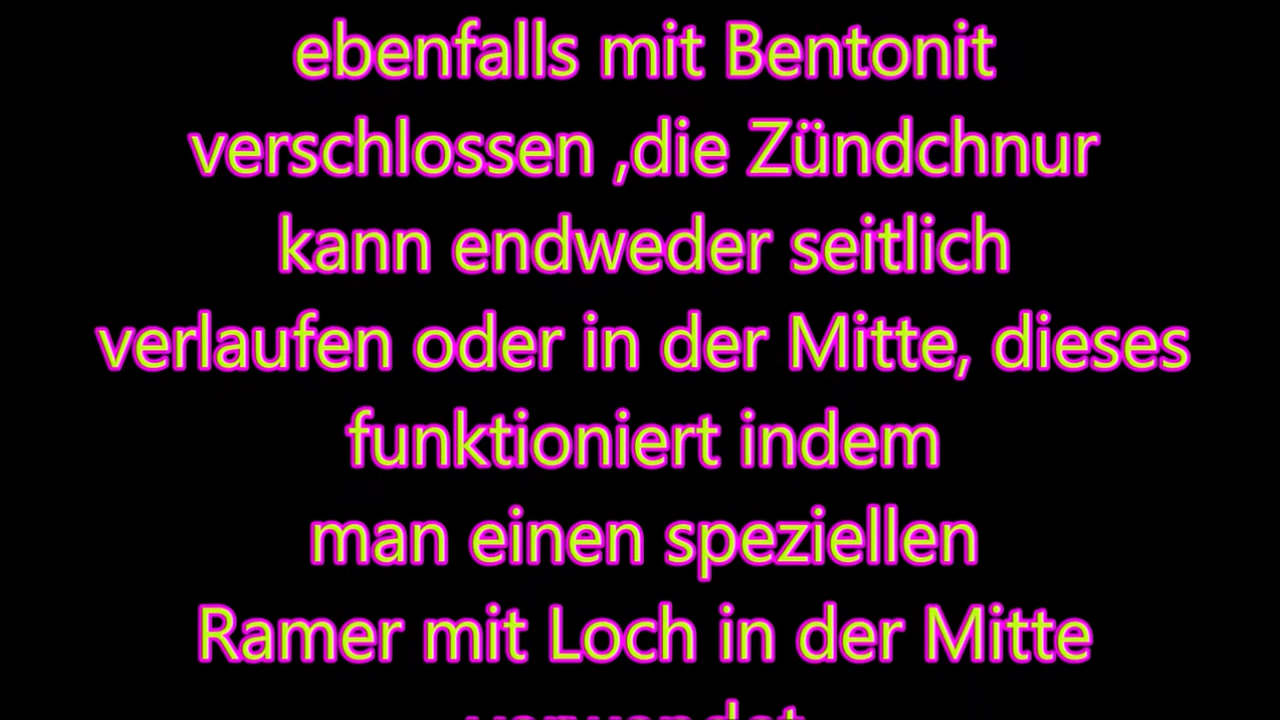 ebenfalls mit Bentonit
verschlossen ,die Zündchnur
kann endweder seitlich
verlaufen oder in der Mitte, dieses
funktioniert indem
man einen speziellen
Ramer mit Loch in der Mitte
verwendet